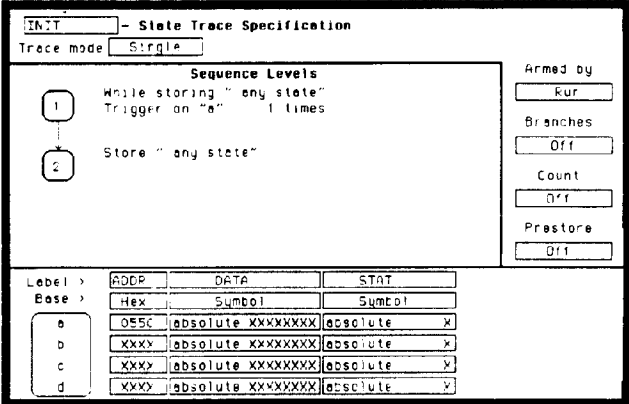 INIT - State Trace Specification
Trace mode Single
Sequence Levels
1 While storing " any state"
Trigger on "a" 1 times
2 Store " any state"
Armed by
Run
Branches
Off
Count
Off
Prestore
Off
Label > ADDR DATA STAT
Base > Hex Symbol Symbol
a 055C absolute XXXXXXXX absolute X
b XXXX absolute XXXXXXXX absolute X
c XXXX absolute XXXXXXXX absolute X
d XXXX absolute XXXXXXXX absolute X